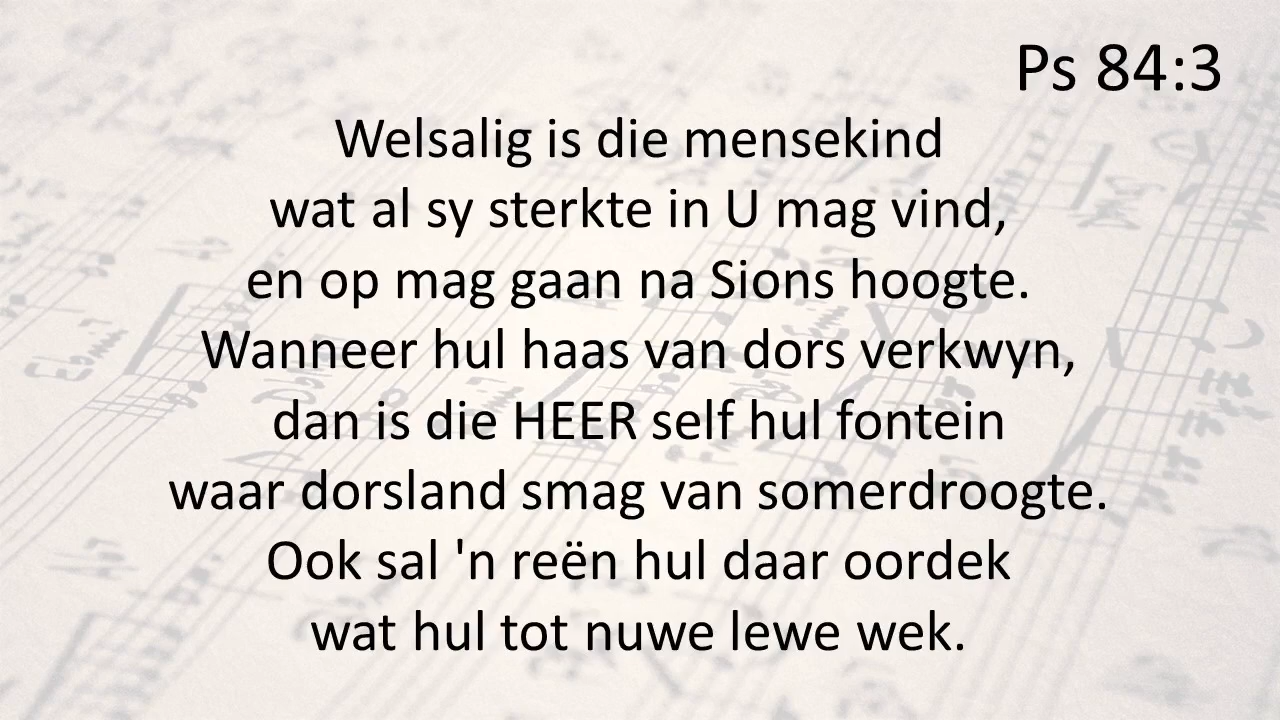 Ps 84:3
Welsalig is die mensekind
wat al sy sterkte in U mag vind,
en op mag gaan na Sions hoogte.
Wanneer hul haas van dors verkwyn,
dan is die HEER self hul fontein
waar dorsland smag van somerdroogte.
Ook sal 'n reën hul daar oordek
wat hul tot nuwe lewe wek.